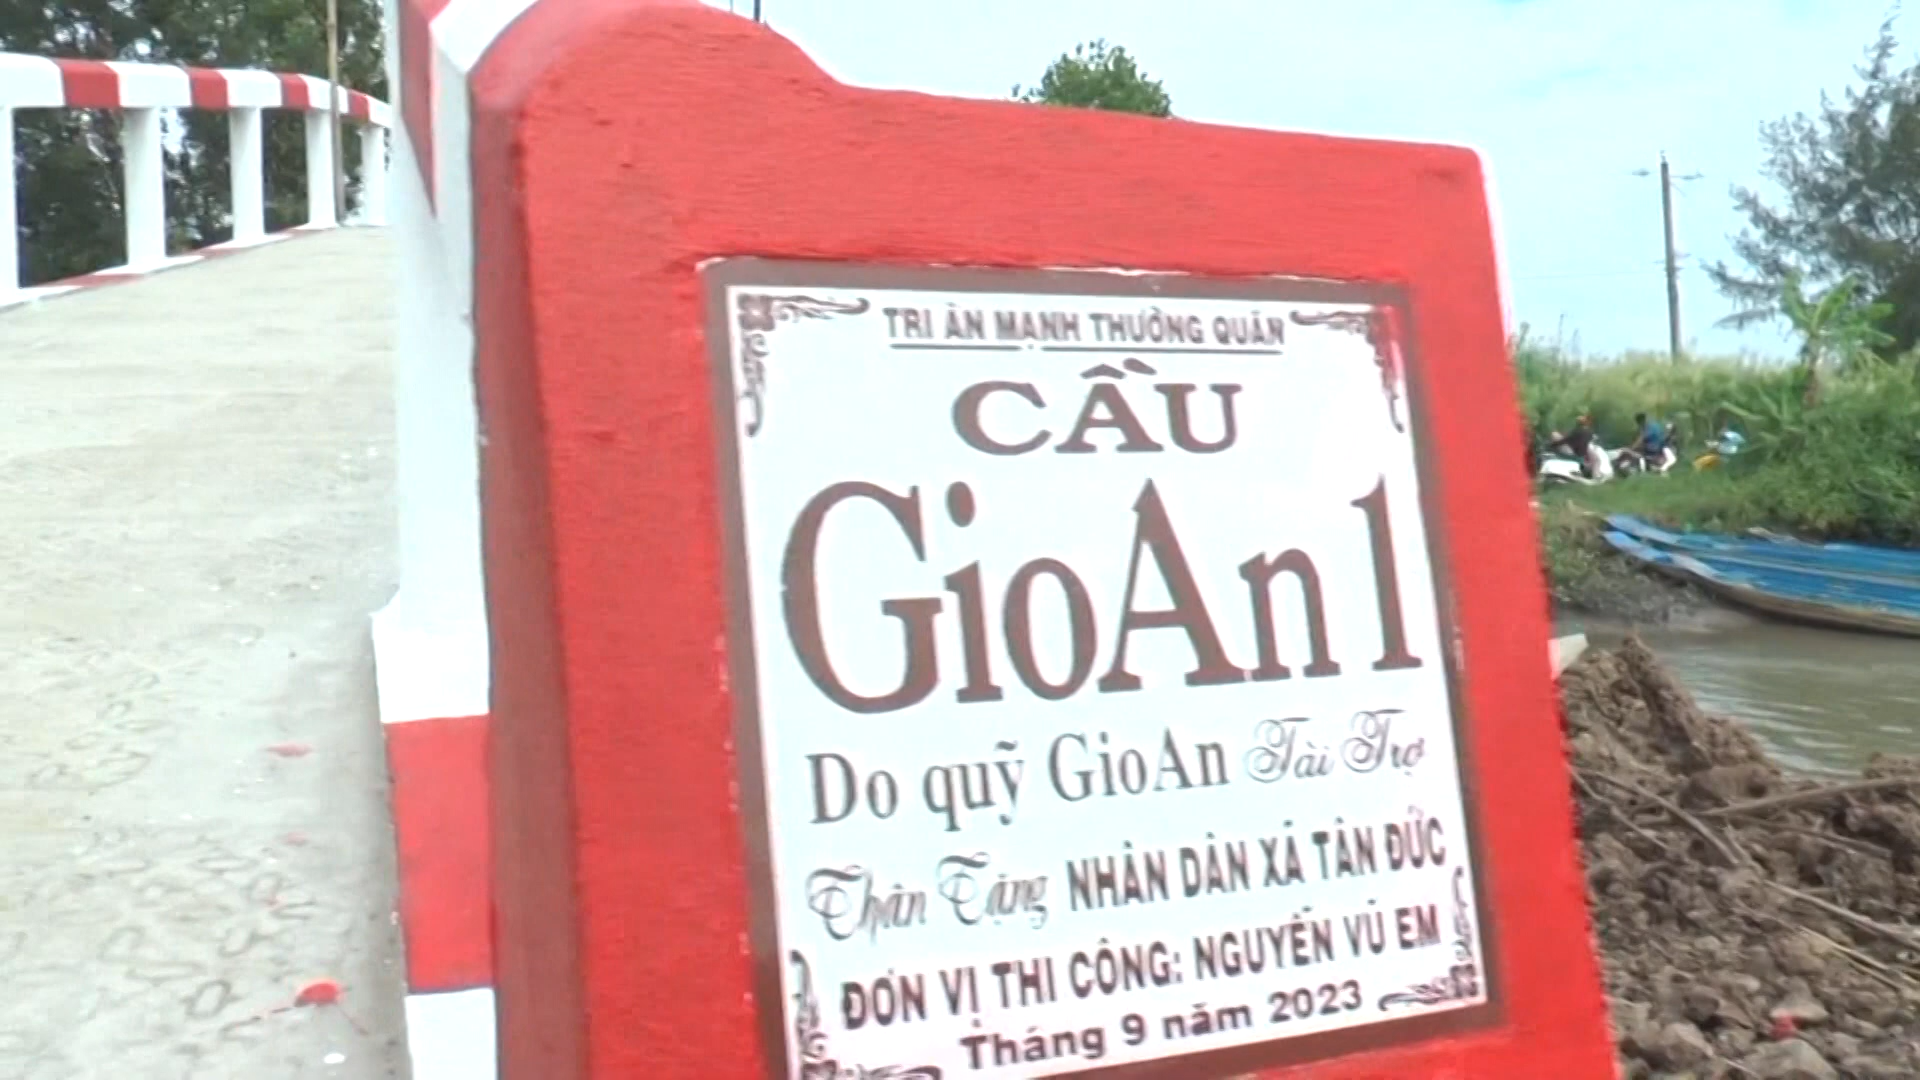 TRI ÂN MẠNH THƯỜNG QUÂN
CẦU
GioAn 1
Do quỹ GioAn Tài Trợ
Thân Tặng NHÂN DÂN XÃ TÂN ĐỨC
ĐƠN VỊ THI CÔNG: NGUYỄN VŨ EM
Tháng 9 năm 2023